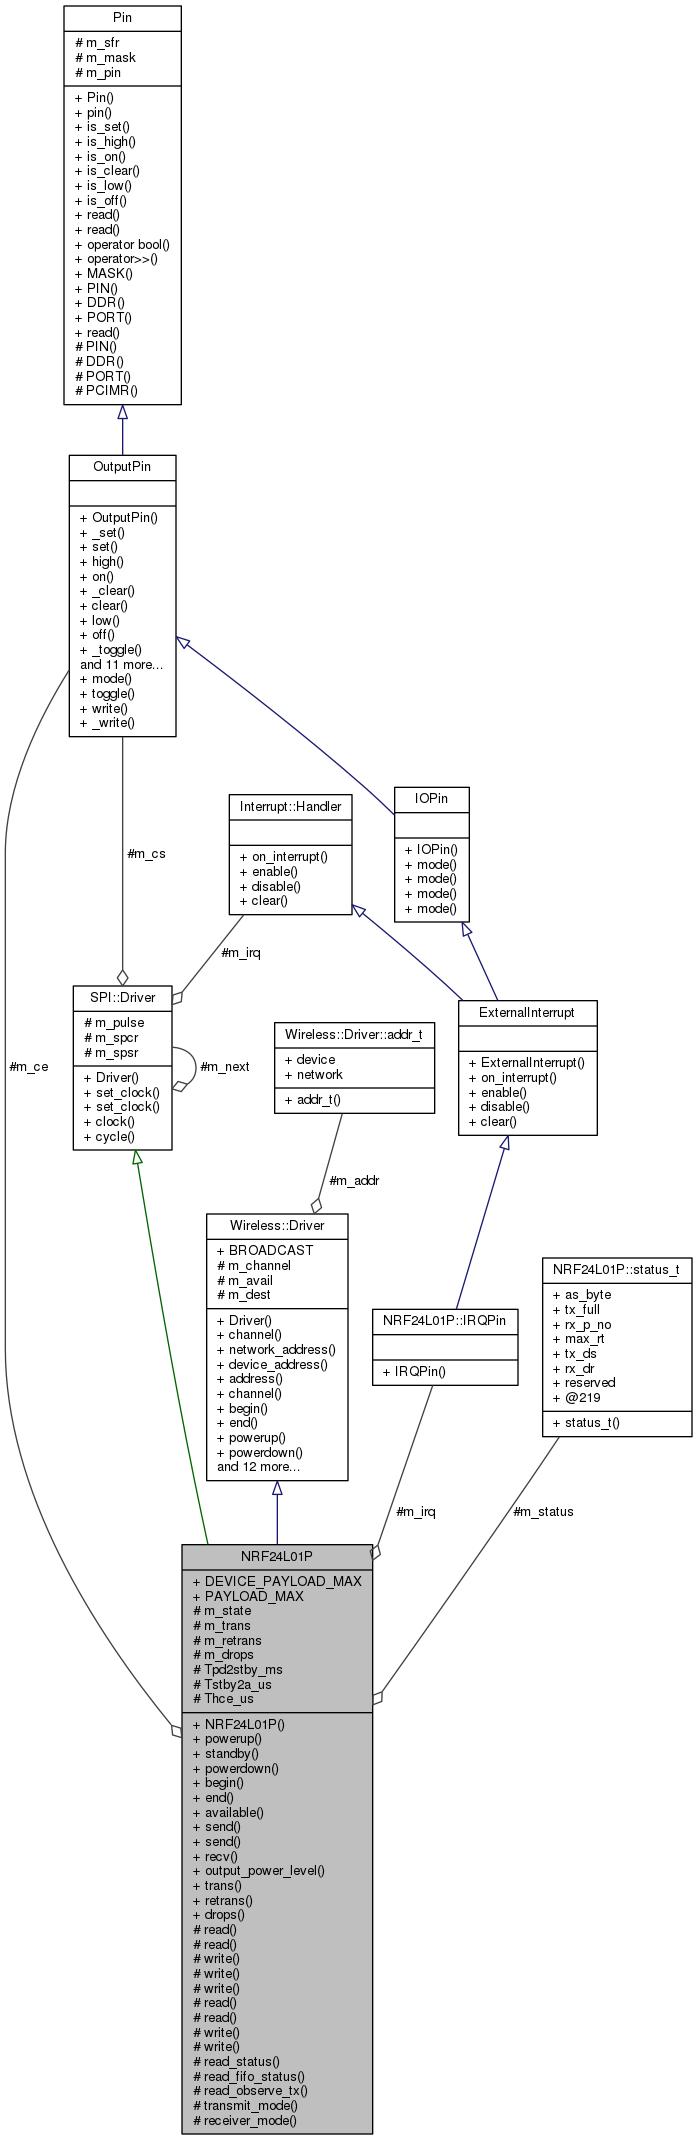 Pin
# m_sfr
# m_mask
# m_pin
+ Pin()
+ pin()
+ is_set()
+ is_high()
+ is_on()
+ is_clear()
+ is_low()
+ is_off()
+ read()
+ read()
+ operator bool()
+ operator>>()
+ MASK()
+ PIN()
+ DDR()
+ PORT()
+ read()
# PIN()
# DDR()
# PORT()
# PCIMR()
OutputPin
+ OutputPin()
+ _set()
+ set()
+ high()
+ on()
+ _clear()
+ clear()
+ low()
+ off()
+ _toggle()
and 11 more...
+ mode()
+ toggle()
+ write()
+ _write()
IOPin
+ IOPin()
+ mode()
+ mode()
+ mode()
+ mode()
Interrupt::Handler
+ on_interrupt()
+ enable()
+ disable()
+ clear()
#m_cs
#m_irq
SPI::Driver
# m_pulse
# m_spcr
# m_spsr
+ Driver()
+ set_clock()
+ set_clock()
+ clock()
+ cycle()
#m_next
#m_ce
Wireless::Driver::addr_t
+ device
+ network
+ addr_t()
ExternalInterrupt
+ ExternalInterrupt()
+ on_interrupt()
+ enable()
+ disable()
+ clear()
#m_addr
Wireless::Driver
+ BROADCAST
# m_channel
# m_avail
# m_dest
+ Driver()
+ channel()
+ network_address()
+ device_address()
+ address()
+ channel()
+ begin()
+ end()
+ powerup()
+ powerdown()
and 12 more...
NRF24L01P::IRQPin
+ IRQPin()
NRF24L01P::status_t
+ as_byte
+ tx_full
+ rx_p_no
+ max_rt
+ tx_ds
+ rx_dr
+ reserved
+ @219
+ status_t()
#m_irq
#m_status
NRF24L01P
+ DEVICE_PAYLOAD_MAX
+ PAYLOAD_MAX
# m_state
# m_trans
# m_retrans
# m_drops
# Tpd2stby_ms
# Tstby2a_us
# Thce_us
+ NRF24L01P()
+ powerup()
+ standby()
+ powerdown()
+ begin()
+ end()
+ available()
+ send()
+ send()
+ recv()
+ output_power_level()
+ trans()
+ retrans()
+ drops()
# read()
# read()
# write()
# write()
# write()
# read()
# read()
# write()
# write()
# read_status()
# read_fifo_status()
# read_observe_tx()
# transmit_mode()
# receiver_mode()